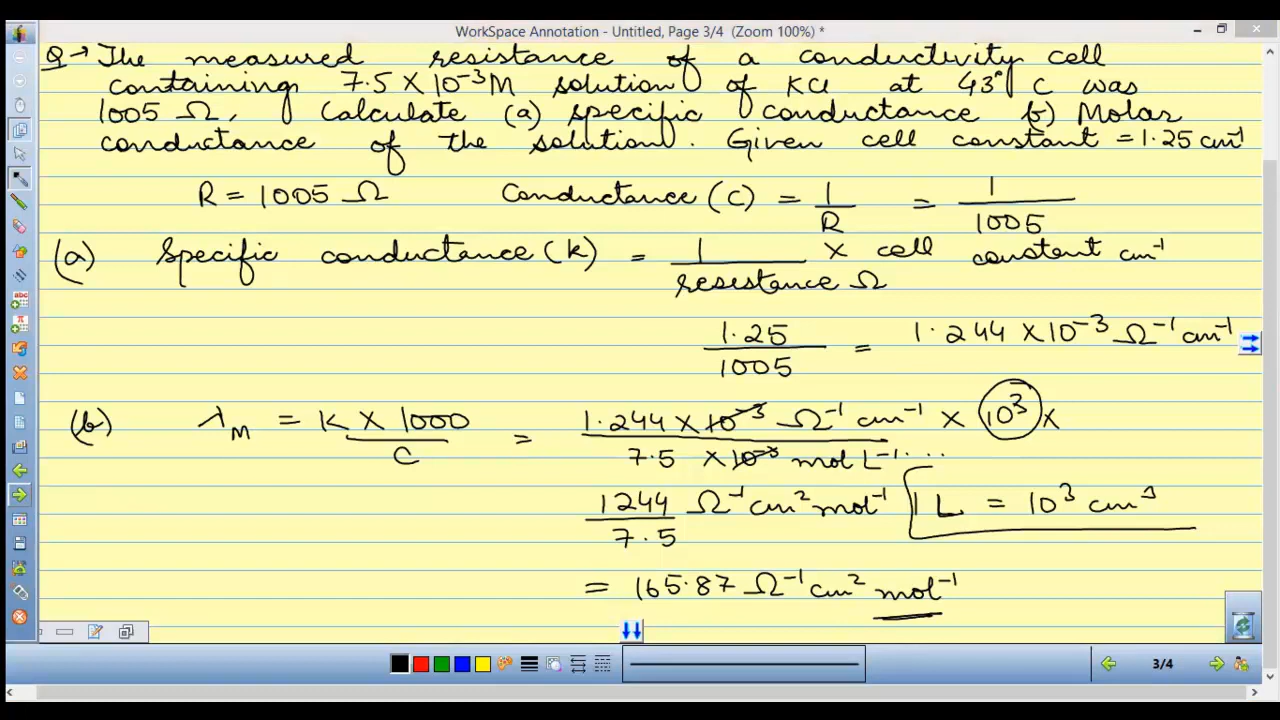 WorkSpace Annotation - Untitled, Page 3/4 (Zoom 100%) *
Q → The measured resistance of a conductivity cell
containing 7.5 X 10⁻³ M solution of KCl at 43° C was
1005 Ω. Calculate (a) specific conductance b) Molar
conductance of the solution. Given cell constant = 1.25 cm⁻¹
R = 1005 Ω Conductance (C) = 1/R = 1/1005
(a) Specific conductance (k) = 1/resestance Ω X cell constant cm⁻¹
1.25/1005 = 1.244 X 10⁻³ Ω⁻¹ cm⁻¹
(b) λM = K X 1000/C = 1.244 X 10⁻³ Ω⁻¹ cm⁻¹/7.5 X 10⁻³ mol L⁻¹ X 10³ X
1244/7.5 Ω⁻¹ cm² mol⁻¹ 1 L = 10³ cm³
= 165.87 Ω⁻¹ cm² mol⁻¹
abc
π
3/4